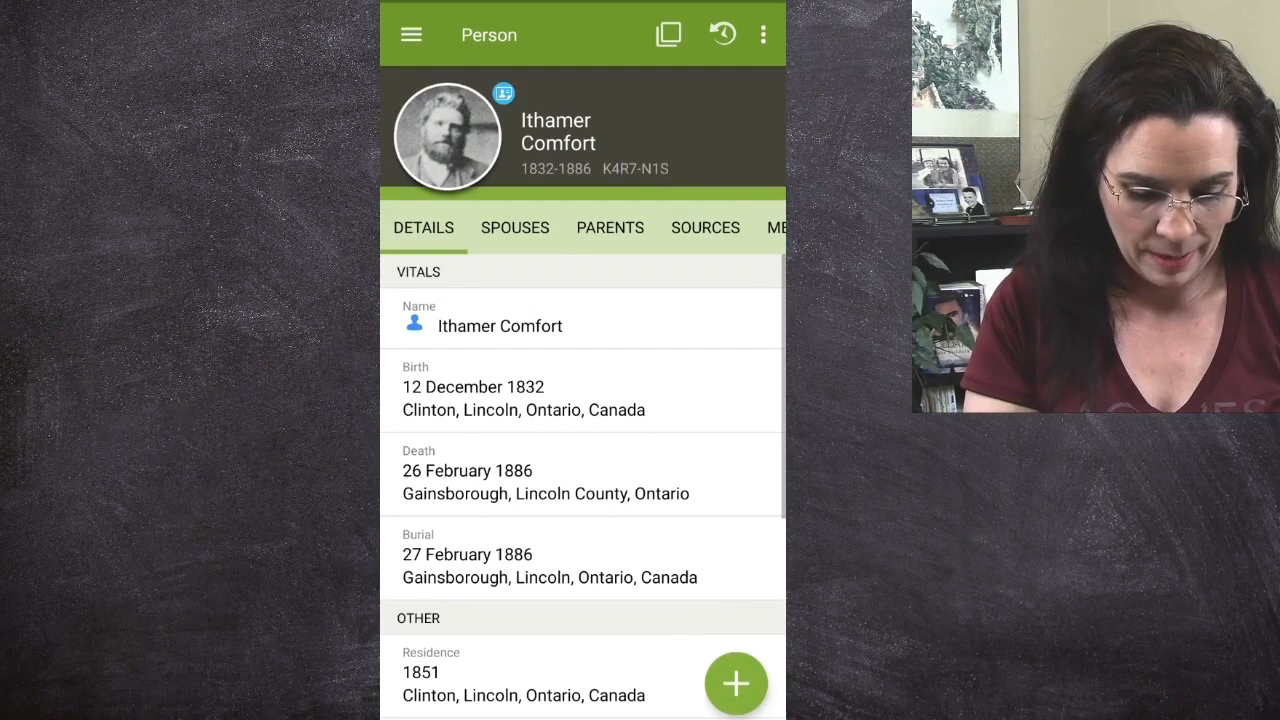 Person
Ithamer
Comfort
1832-1886 K4R7-N1S
DETAILS SPOUSES PARENTS SOURCES ME
VITALS
Name
Ithamer Comfort
Birth
12 December 1832
Clinton, Lincoln, Ontario, Canada
Death
26 February 1886
Gainsborough, Lincoln County, Ontario
Burial
27 February 1886
Gainsborough, Lincoln, Ontario, Canada
OTHER
Residence
1851
Clinton, Lincoln, Ontario, Canada